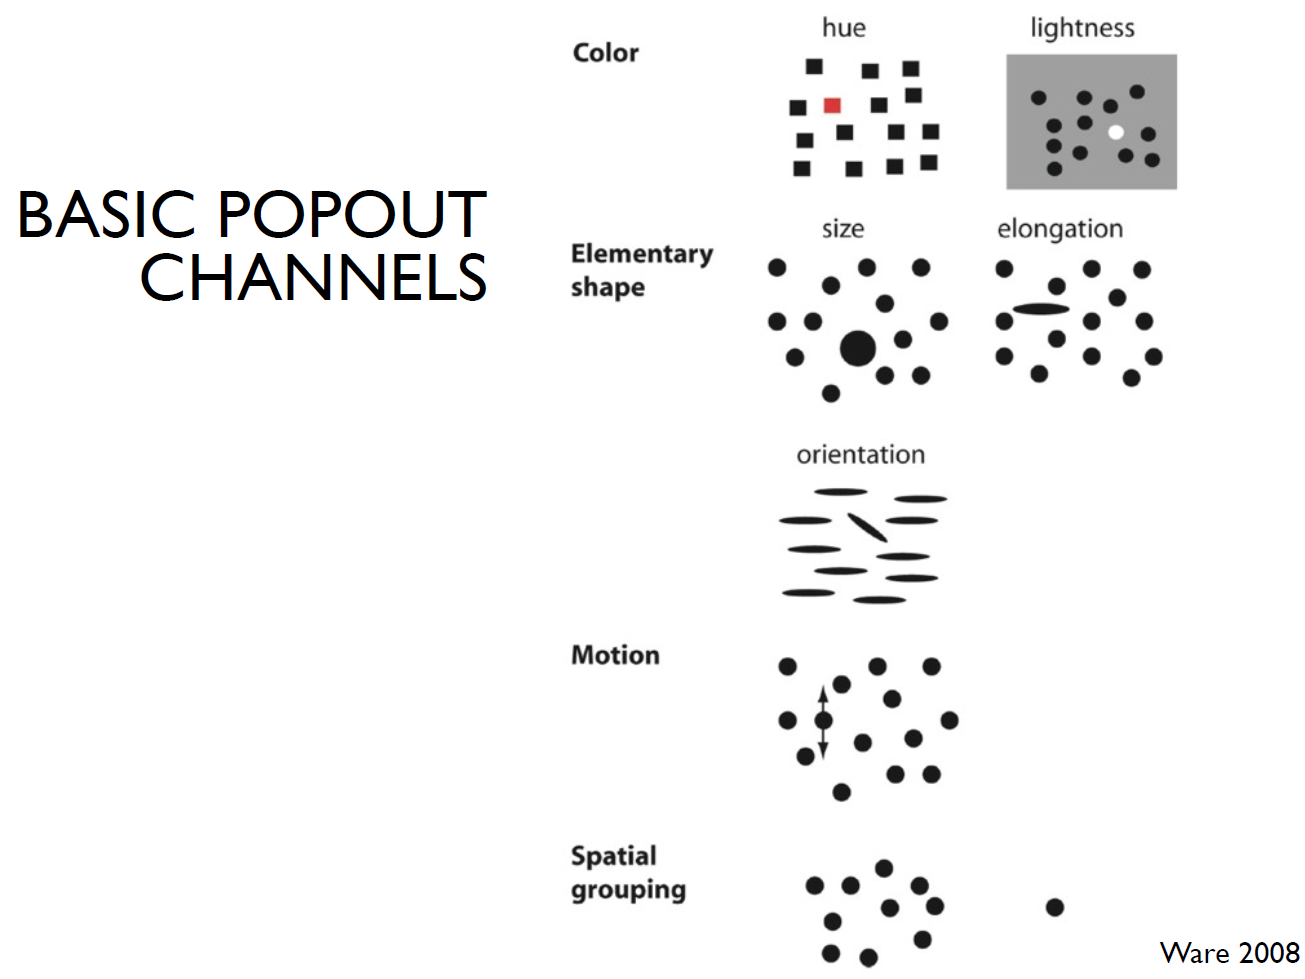 BASIC POPOUT
CHANNELS
Color
hue
lightness
Elementary
shape
size
elongation
orientation
Motion
Spatial
grouping
Ware 2008